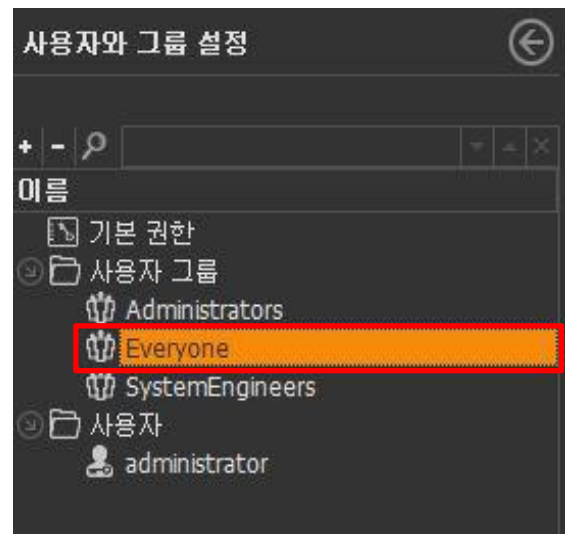 사용자와 그룹 설정
이름
기본 권한
사용자 그룹
Administrators
Everyone
SystemEngineers
사용자
administrator